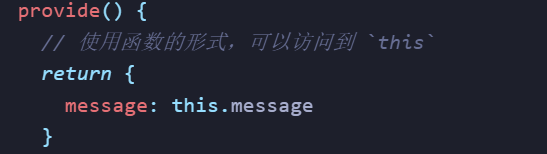 provide() {
// 使用函数的形式，可以访问到 `this`
return {
message: this.message
}